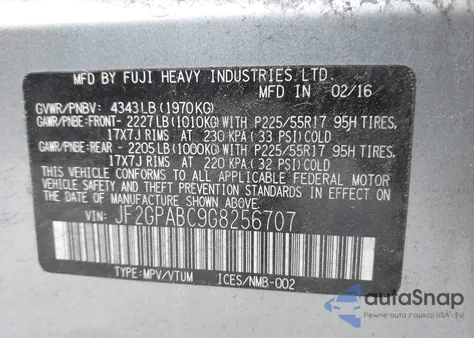 MFD. BY FUJI HEAVY INDUSTRIES, LTD.
MFD. IN 02/16
GVWR/PNBV: 4343LB (1970KG)
GAWR/PNBE: FRONT- 2227LB (1010KG) WITH P225/55R17 95H TIRES,
17X7J RIMS AT 230 KPA (33 PSI) COLD
GAWR/PNBE: REAR - 2205LB (1000KG) WITH P225/55R17 95H TIRES,
17X7J RIMS AT 220 KPA (32 PSI) COLD
THIS VEHICLE CONFORMS TO ALL APPLICABLE FEDERAL MOTOR
VEHICLE SAFETY AND THEFT PREVENTION STANDARDS IN EFFECT ON
THE DATE OF MANUFACTURE SHOWN ABOVE.
VIN: JF2GPABC9G8256707
TYPE:MPV/VTUM ICES/NMB-002
autoSnap
Pewne auta z USA - EU